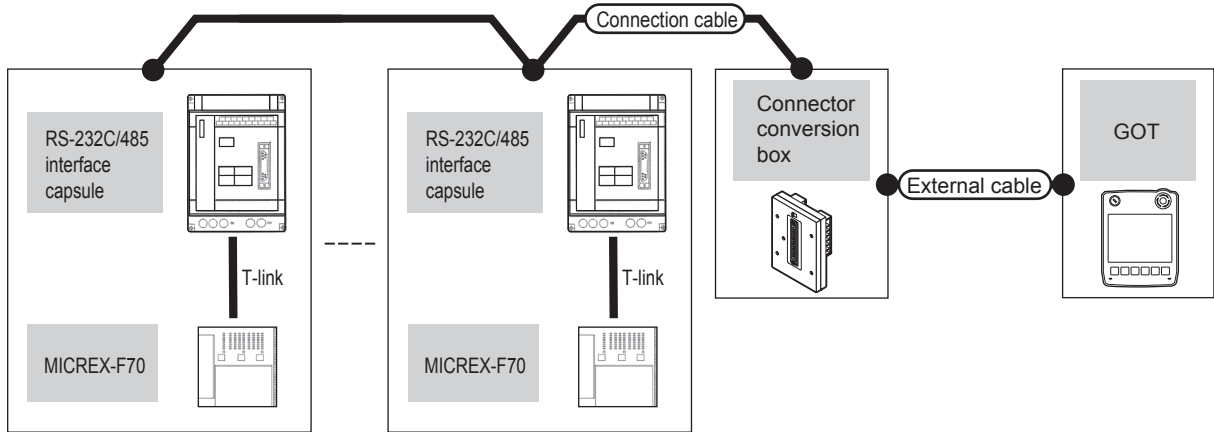 Connection cable
RS-232C/485
interface
capsule
T-link
MICREX-F70
RS-232C/485
interface
capsule
T-link
MICREX-F70
Connector
conversion
box
External cable
GOT